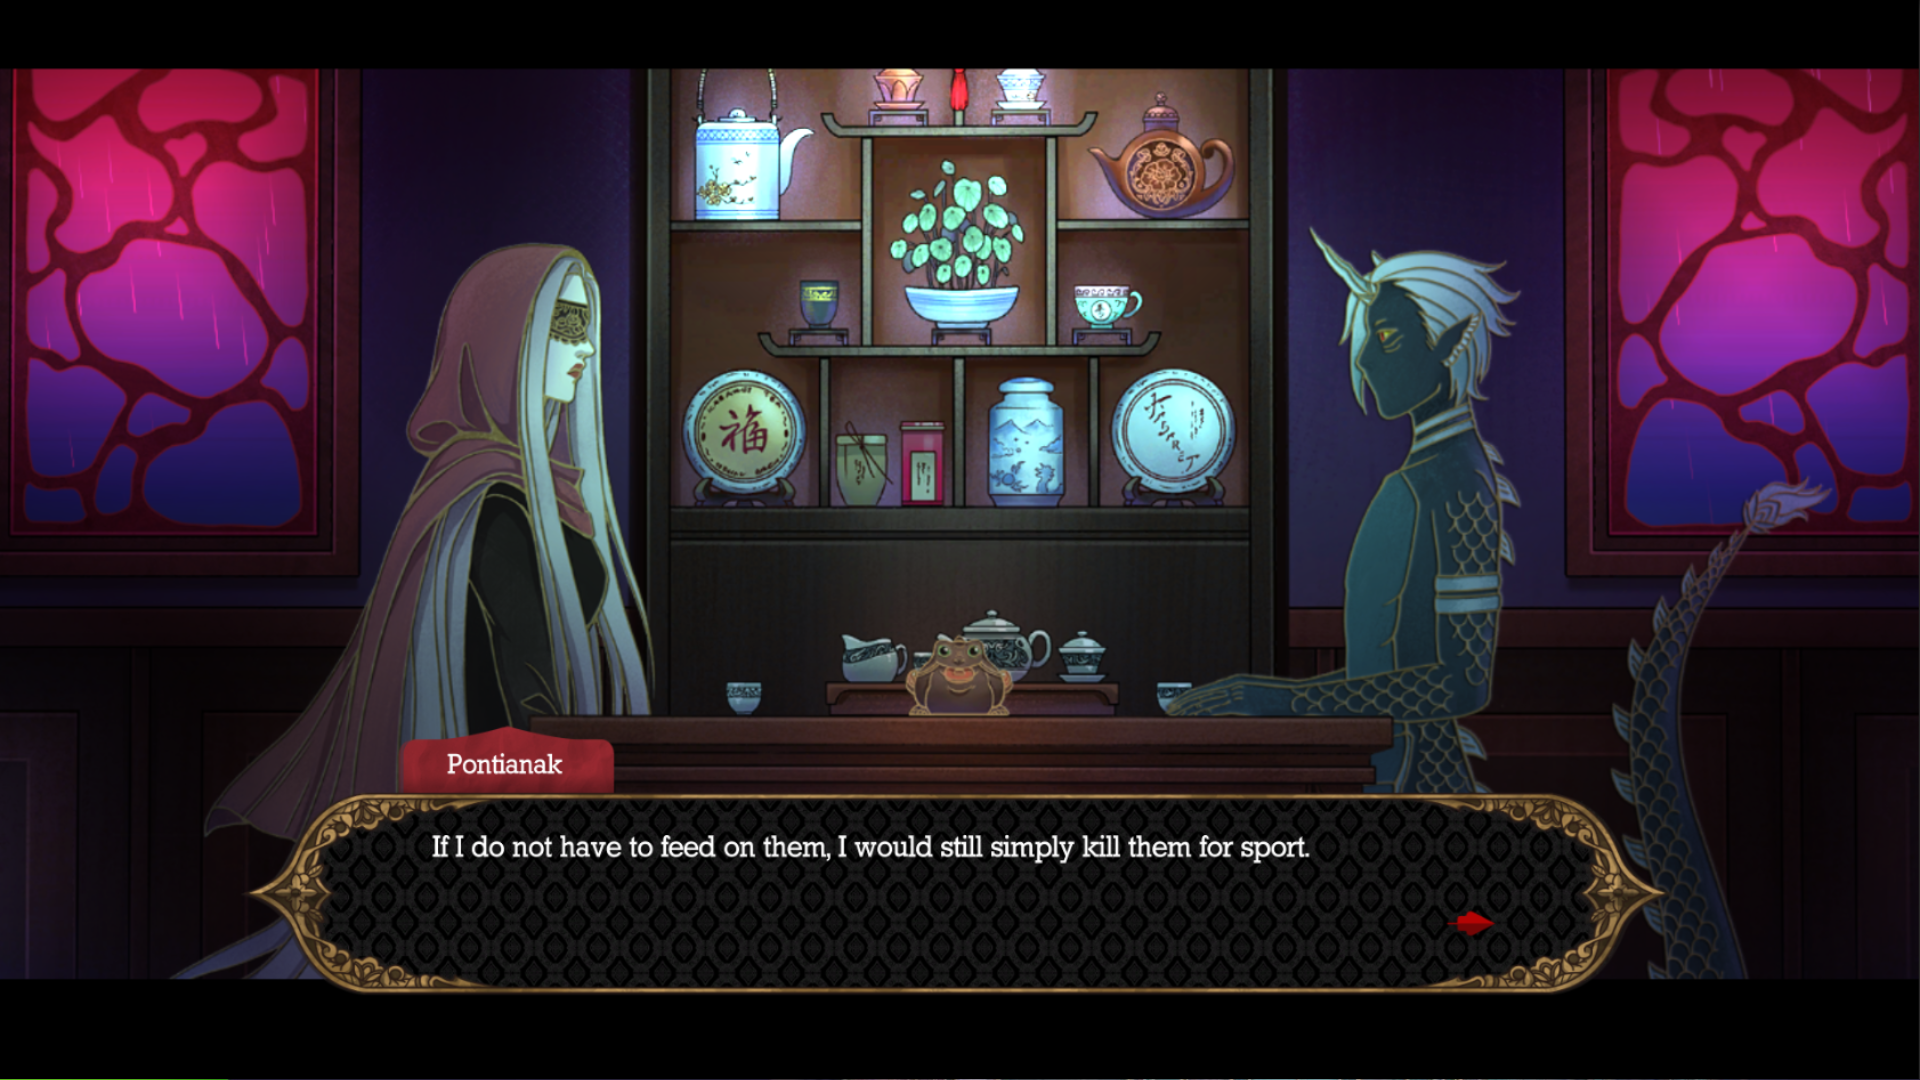 福
Pontianak
If I do not have to feed on them, I would still simply kill them for sport.